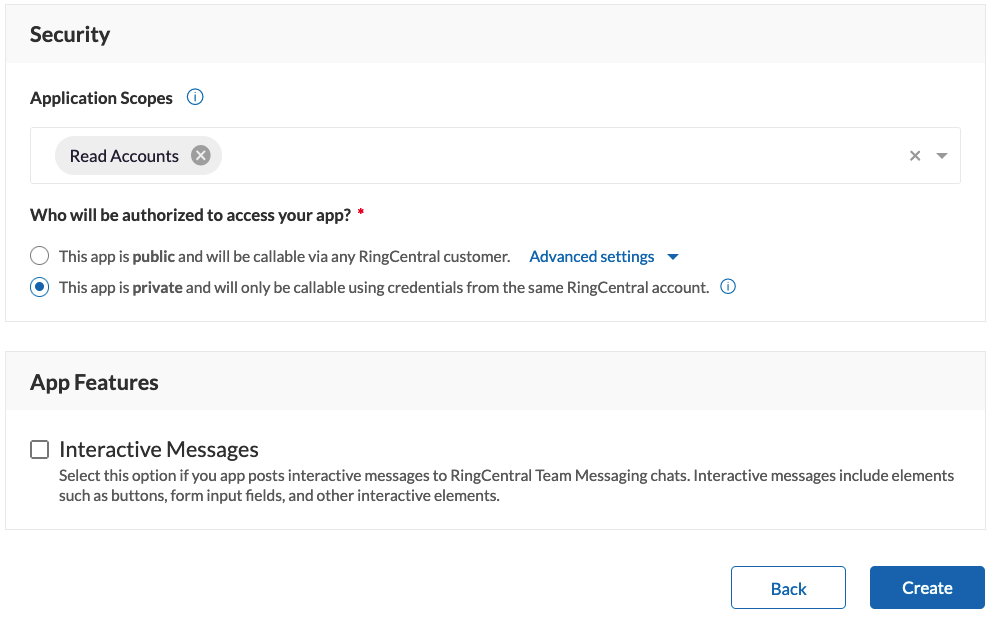 Security
Application Scopes
Read Accounts
Who will be authorized to access your app? *
This app is public and will be callable via any RingCentral customer. Advanced settings
This app is private and will only be callable using credentials from the same RingCentral account.
App Features
Interactive Messages
Select this option if you app posts interactive messages to RingCentral Team Messaging chats. Interactive messages include elements
such as buttons, form input fields, and other interactive elements.
Back Create